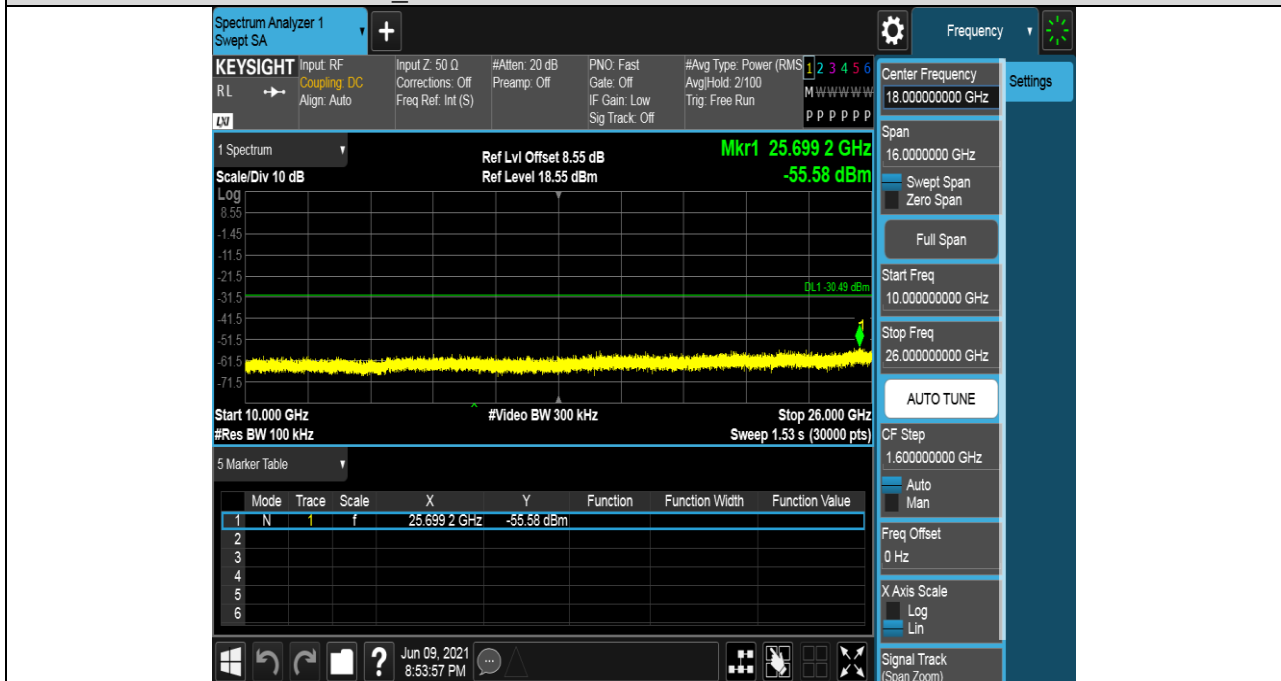 Spectrum Analyzer 1
Swept SA
+
Frequency
KEYSIGHT
RL
LXI
Input: RF
Coupling: DC
Align: Auto
Input Z: 50 Ω
Corrections: Off
Freq Ref: Int (S)
#Atten: 20 dB
Preamp: Off
PNO: Fast
Gate: Off
IF Gain: Low
Sig Track: Off
#Avg Type: Power (RMS
Avg|Hold: 2/100
Trig: Free Run
1 2 3 4 5 6
M W W W W W
P P P P P P
1 Spectrum
Scale/Div 10 dB
Ref Lvl Offset 8.55 dB
Ref Level 18.55 dBm
Mkr1 25.699 2 GHz
-55.58 dBm
Log
8.55
-1.45
-11.5
-21.5
-31.5
-41.5
-51.5
-61.5
-71.5
DL1 -30.49 dBm
1
Start 10.000 GHz
#Video BW 300 kHz
Stop 26.000 GHz
#Res BW 100 kHz
Sweep 1.53 s (30000 pts)
5 Marker Table
Mode Trace Scale X Y Function Function Width Function Value
1 N 1 f 25.699 2 GHz -55.58 dBm
2
3
4
5
6
?
Jun 09, 2021
8:53:57 PM
Center Frequency
18.000000000 GHz
Span
16.0000000 GHz
Swept Span
Zero Span
Full Span
Start Freq
10.000000000 GHz
Stop Freq
26.000000000 GHz
AUTO TUNE
CF Step
1.600000000 GHz
Auto
Man
Freq Offset
0 Hz
X Axis Scale
Log
Lin
Signal Track
(Span Zoom)
Settings